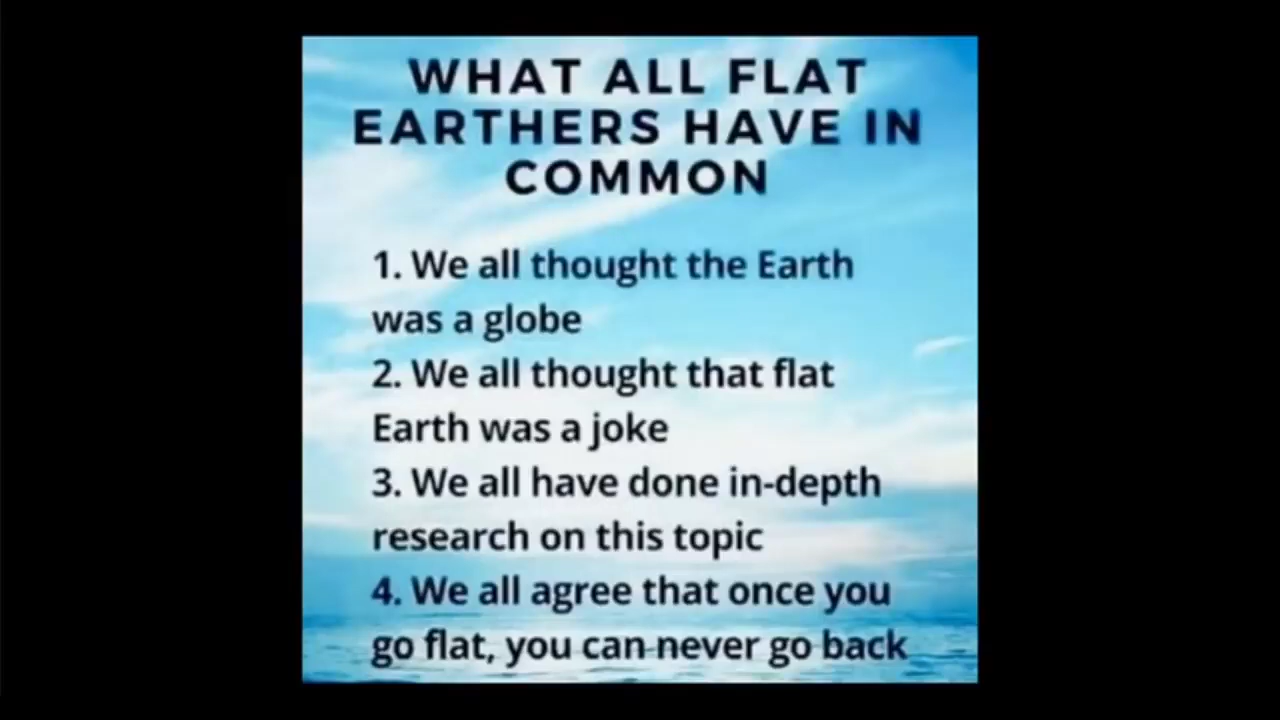 WHAT ALL FLAT
EARTHERS HAVE IN
COMMON
1. We all thought the Earth
was a globe
2. We all thought that flat
Earth was a joke
3. We all have done in-depth
research on this topic
4. We all agree that once you
go flat, you can never go back